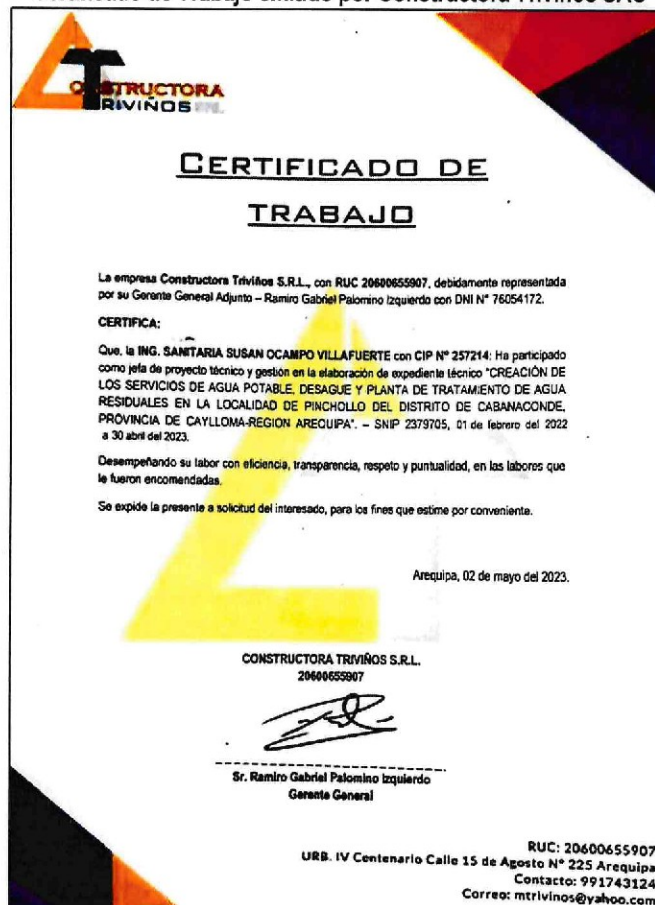 Trabajo emitido por Constructora Triviños SAC
CONSTRUCTORA
TRIVIÑOS SRL.
CERTIFICADO DE
TRABAJO
La empresa Constructora Triviños S.R.L., con RUC 20600655907, debidamente representada
por su Gerente General Adjunto – Ramiro Gabriel Palomino Izquierdo con DNI N° 76054172.
CERTIFICA:
Que, la ING. SANITARIA SUSAN OCAMPO VILLAFUERTE con CIP N° 257214: Ha participado
como jefa de proyecto técnico y gestion en la elaboración de expediente técnico "CREACIÓN DE
LOS SERVICIOS DE AGUA POTABLE, DESAGUE Y PLANTA DE TRATAMIENTO DE AGUA
RESIDUALES EN LA LOCALIDAD DE PINCHOLLO DEL DISTRITO DE CABANACONDE,
PROVINCIA DE CAYLLOMA-REGION AREQUIPA". – SNIP 2379705, 01 de febrero del 2022
a 30 abril del 2023.
Desempeñando su labor con eficiencia, transparencia, respeto y puntualidad, en las labores que
le fueron encomendadas.
Se expide la presente a solicitud del interesado, para los fines que estime por conveniente.
Arequipa, 02 de mayo del 2023.
CONSTRUCTORA TRIVIÑOS S.R.L.
20600655907
Sr. Ramiro Gabriel Palomino Izquierdo
Gerente General
RUC: 20600655907
URB. IV Centenario Calle 15 de Agosto N° 225 Arequipa
Contacto: 991743124
Correo: mtrivinos@yahoo.com